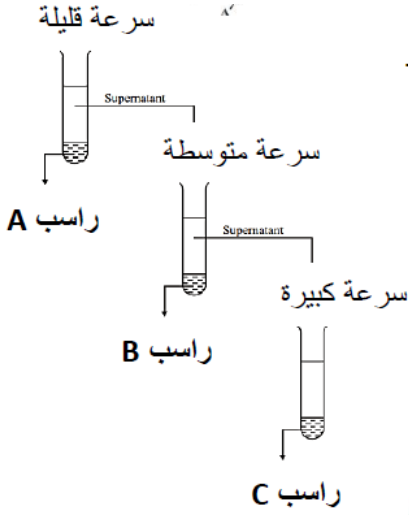 سرعة قليلة
A′
Supernatant
سرعة متوسطة
راسب A
Supernatant
سرعة كبيرة
راسب B
راسب C